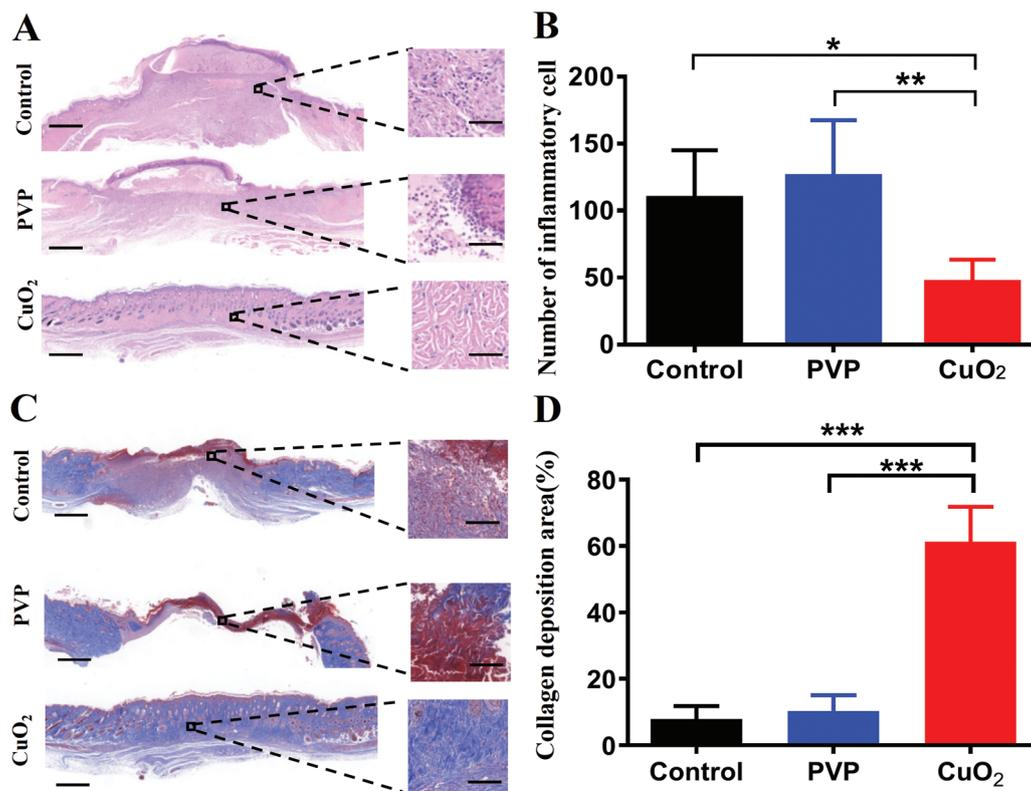 A
Control
PVP
CuO₂
B
*
**
Number of inflammatory cell
200
150
100
50
0
Control PVP CuO₂
C
Control
PVP
CuO₂
D
***
***
Collagen deposition area(%)
80
60
40
20
0
Control PVP CuO₂